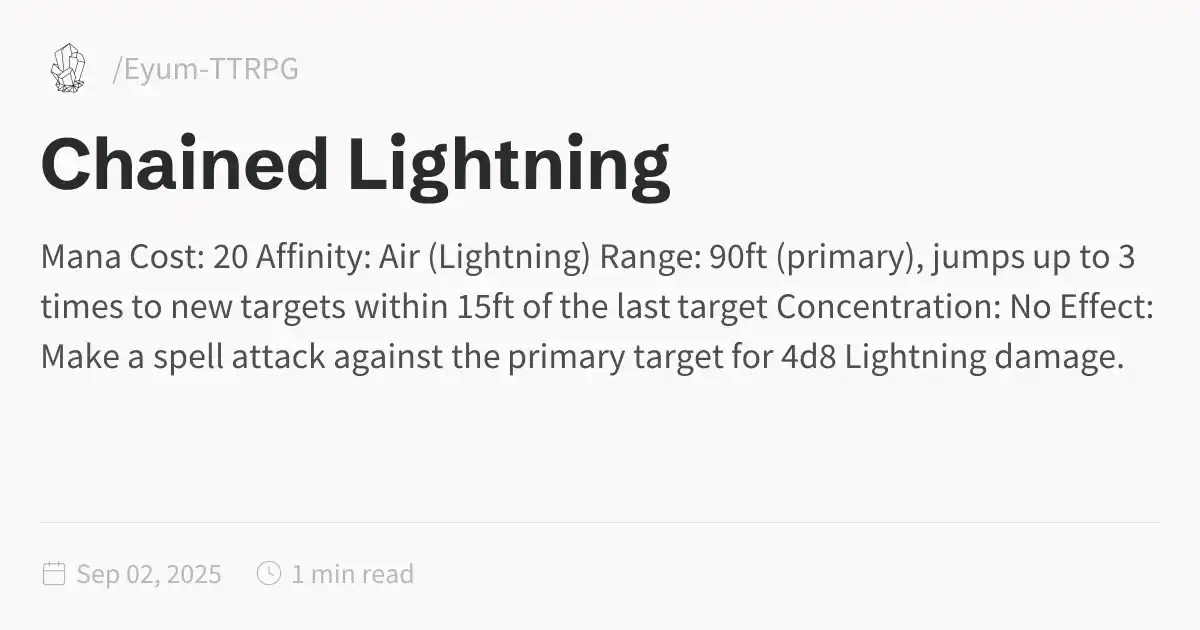 /Eyum-TTRPG
Chained Lightning
Mana Cost: 20 Affinity: Air (Lightning) Range: 90ft (primary), jumps up to 3
times to new targets within 15ft of the last target Concentration: No Effect:
Make a spell attack against the primary target for 4d8 Lightning damage.
Sep 02, 2025 1 min read